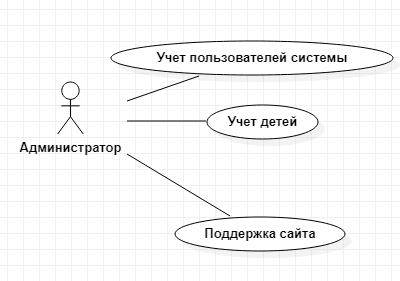 Учет пользователей системы
Учет детей
Администратор
Поддержка сайта